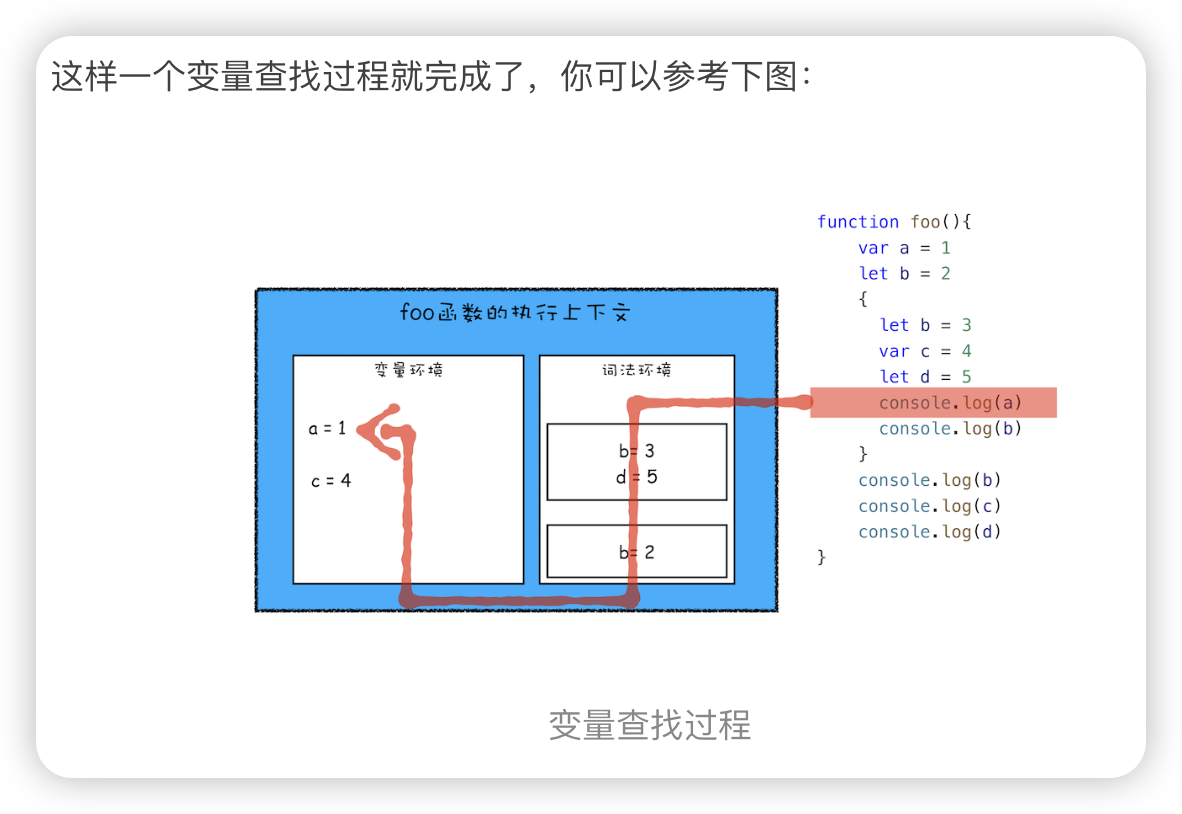 这样一个变量查找过程就完成了，你可以参考下图：
foo函数的执行上下文
变量环境
a = 1
c = 4
词法环境
b = 3
d = 5
b = 2
function foo(){
    var a = 1
    let b = 2
    {
      let b = 3
      var c = 4
      let d = 5
      console.log(a)
      console.log(b)
    }
    console.log(b)
    console.log(c)
    console.log(d)
}
变量查找过程